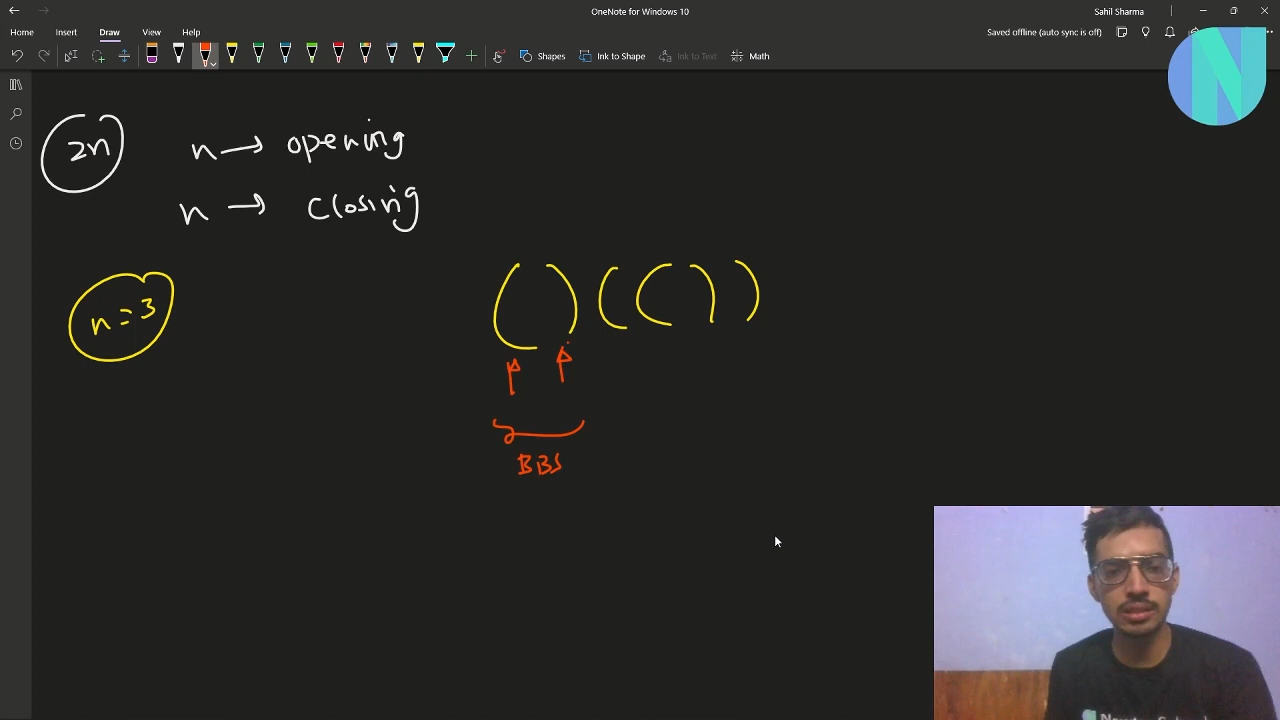 OneNote for Windows 10
Sahil Sharma
Home Insert Draw View Help
Saved offline (auto sync is off)
Shapes Ink to Shape Ink to Text Math
2n
n → opening
n → closing
n = 3
( ) ( ( ) )
BBS